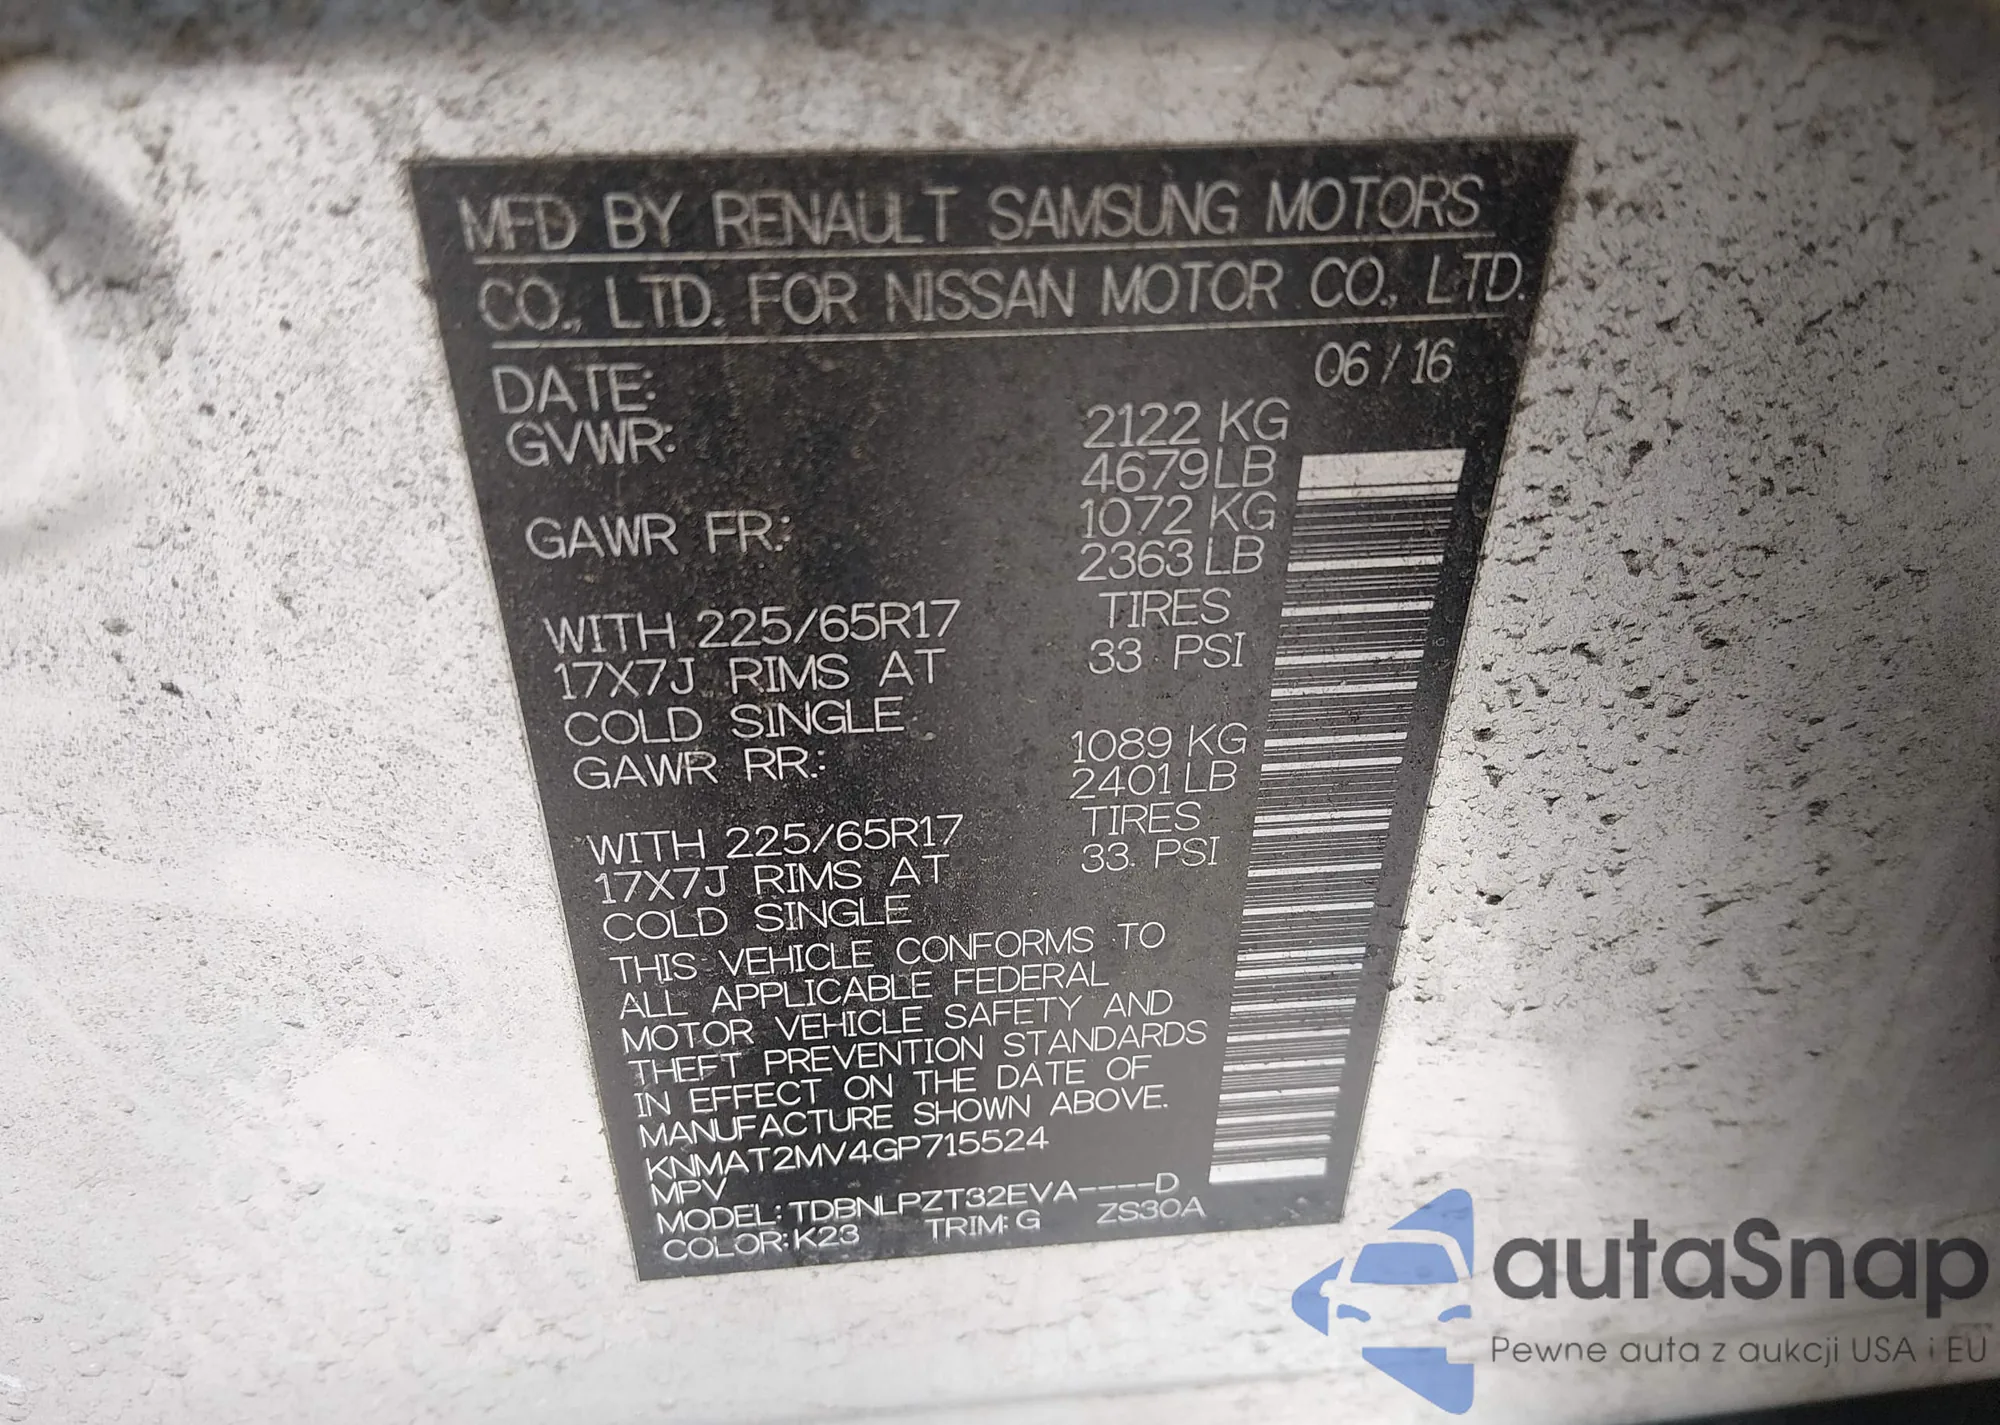 MFD BY RENAULT SAMSUNG MOTORS
CO., LTD. FOR NISSAN MOTOR CO., LTD.
DATE: 06 / 16
GVWR: 2122 KG
4679 LB
GAWR FR: 1072 KG
2363 LB
WITH 225/65R17 TIRES
17X7J RIMS AT 33 PSI
COLD SINGLE
GAWR RR: 1089 KG
2401 LB
WITH 225/65R17 TIRES
17X7J RIMS AT 33 PSI
COLD SINGLE
THIS VEHICLE CONFORMS TO
ALL APPLICABLE FEDERAL
MOTOR VEHICLE SAFETY AND
THEFT PREVENTION STANDARDS
IN EFFECT ON THE DATE OF
MANUFACTURE SHOWN ABOVE.
KNMAT2MV4GP715524
MPV
MODEL: TDBNLPZT32EVA----D
COLOR: K23 TRIM: G ZS30A
autaSnap
Pewne auta z aukcji USA i EU